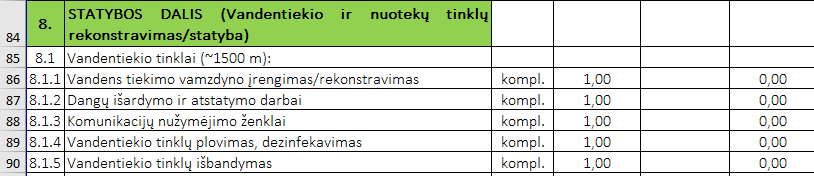 84 8. STATYBOS DALIS (Vandentiekio ir nuotekų tinklų
rekonstravimas/statyba)
85 8.1 Vandentiekio tinklai (~1500 m):
86 8.1.1 Vandens tiekimo vamzdyno įrengimas/rekonstravimas kompl. 1,00 0,00
87 8.1.2 Dangų išardymo ir atstatymo darbai kompl. 1,00 0,00
88 8.1.3 Komunikacijų nužymėjimo ženklai kompl. 1,00 0,00
89 8.1.4 Vandentiekio tinklų plovimas, dezinfekavimas kompl. 1,00 0,00
90 8.1.5 Vandentiekio tinklų išbandymas kompl. 1,00 0,00